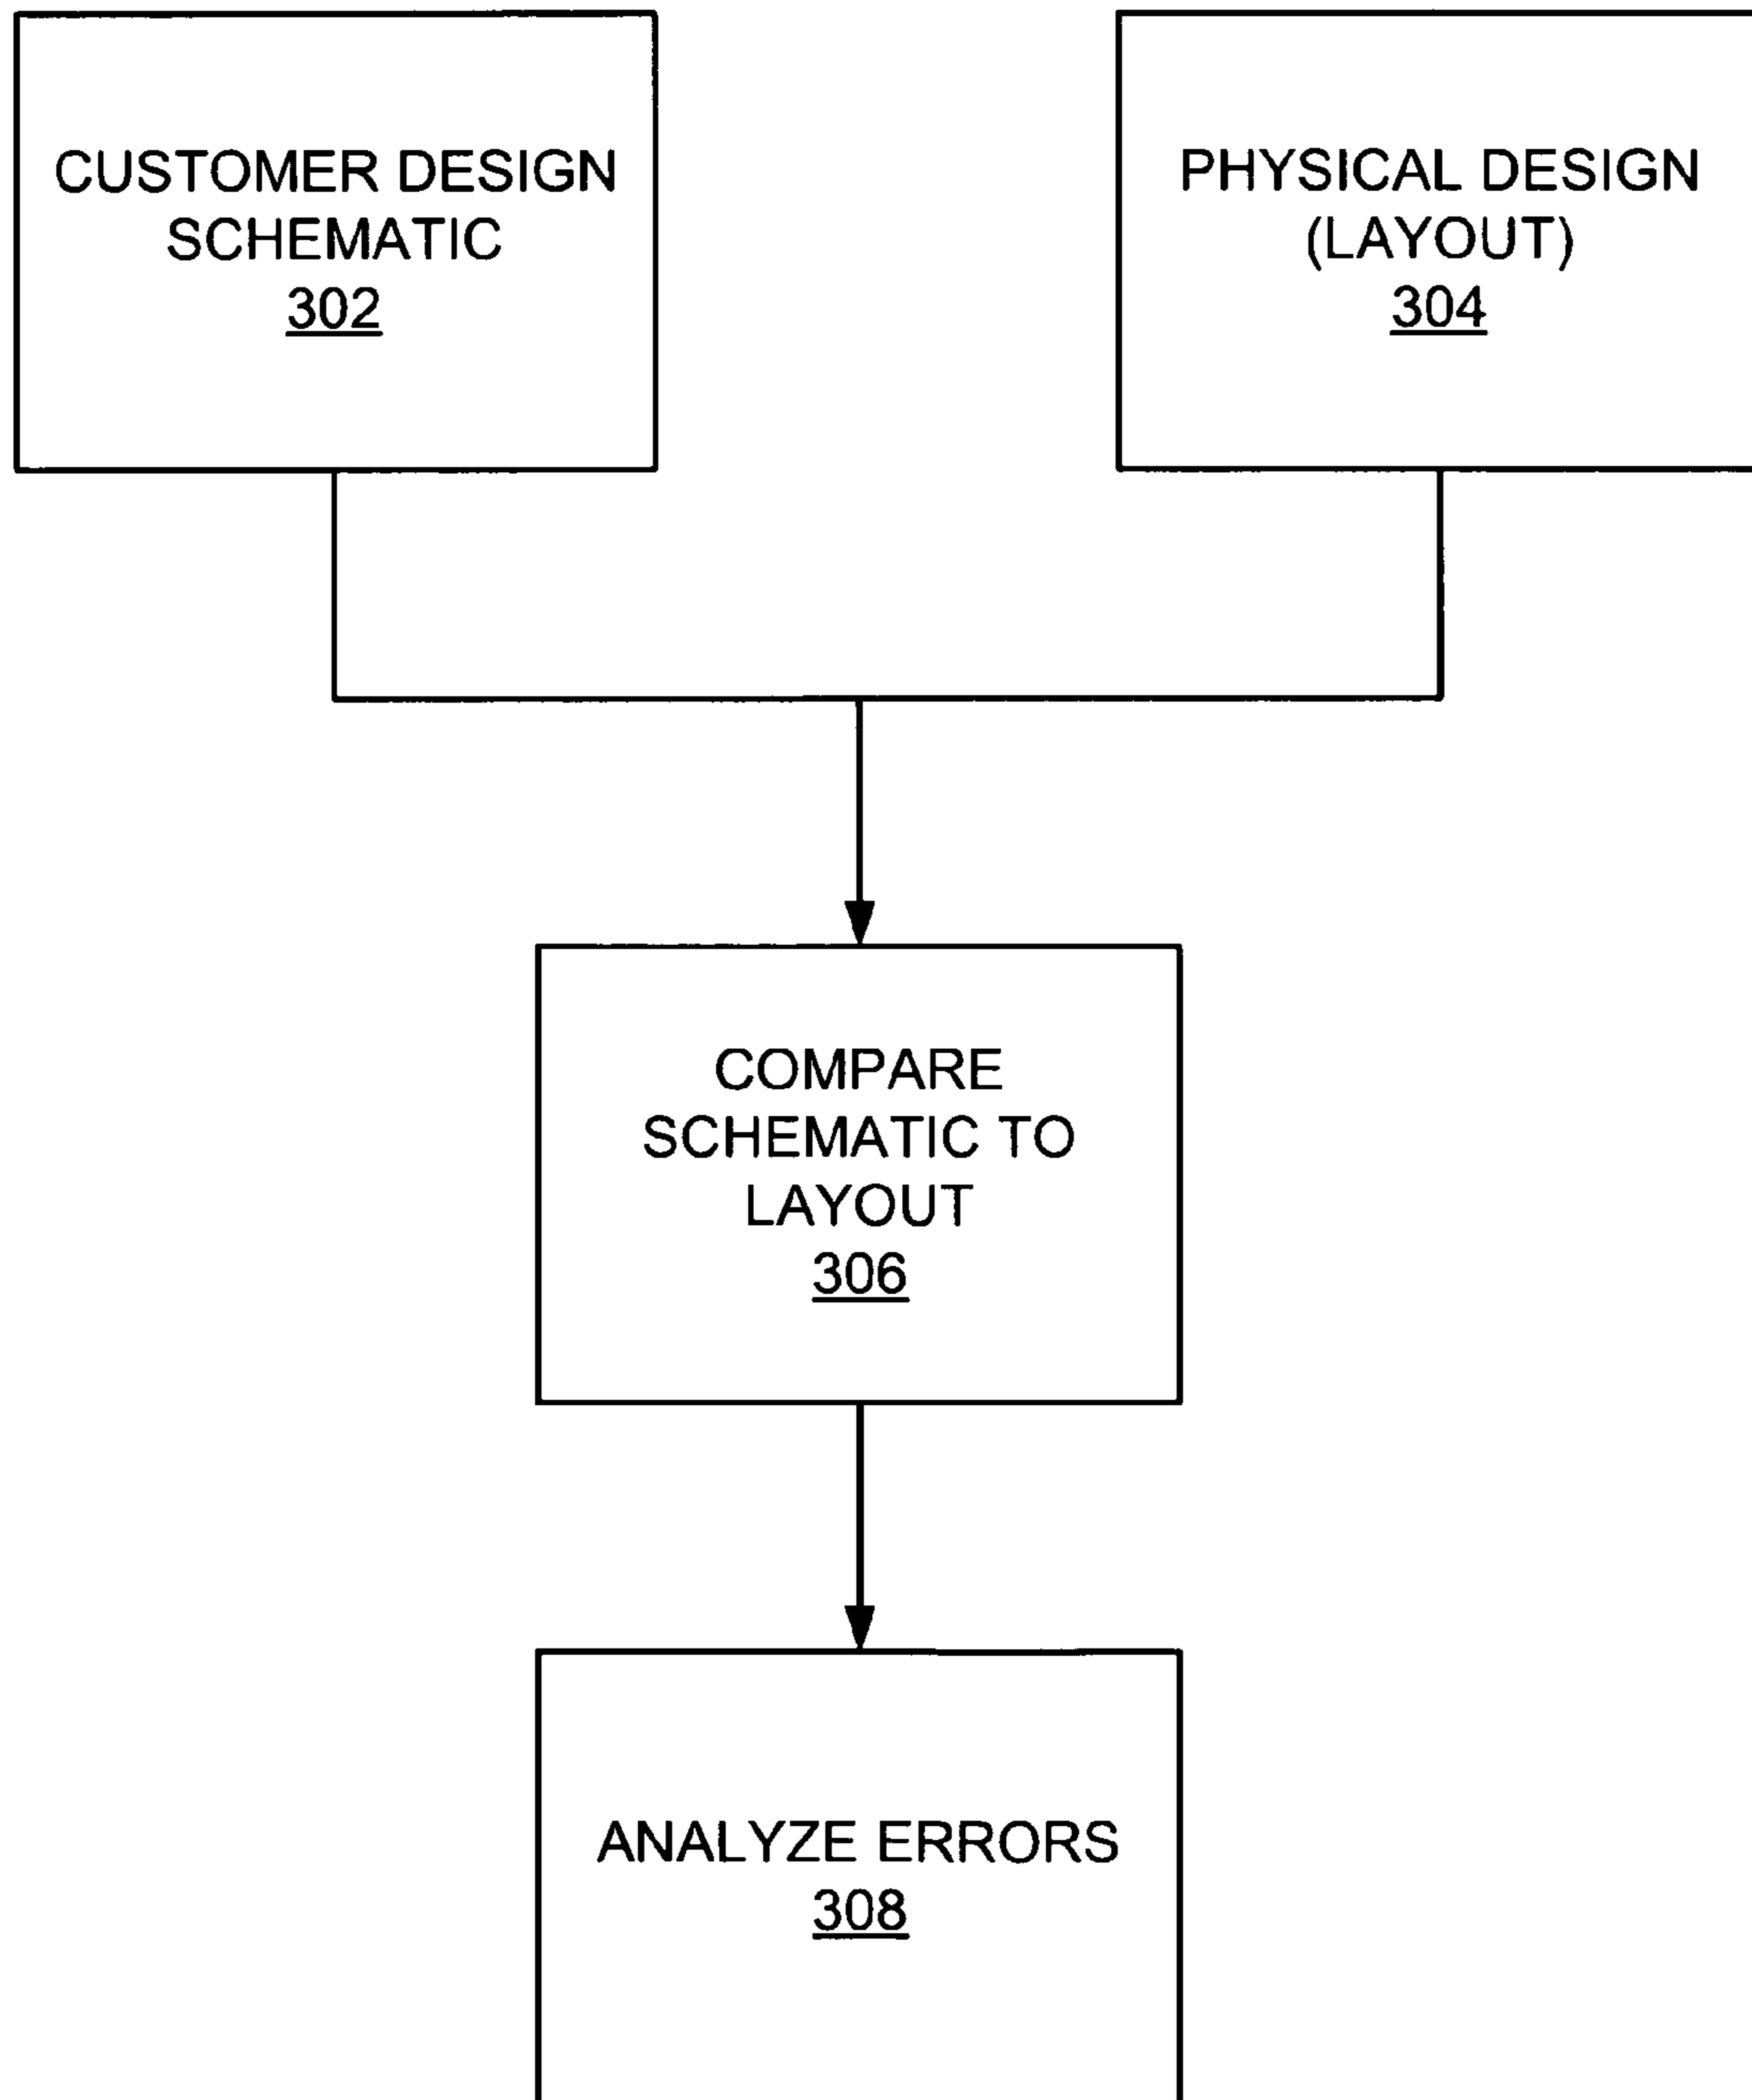 CUSTOMER DESIGN
SCHEMATIC
302
PHYSICAL DESIGN
(LAYOUT)
304
COMPARE
SCHEMATIC TO
LAYOUT
306
ANALYZE ERRORS
308